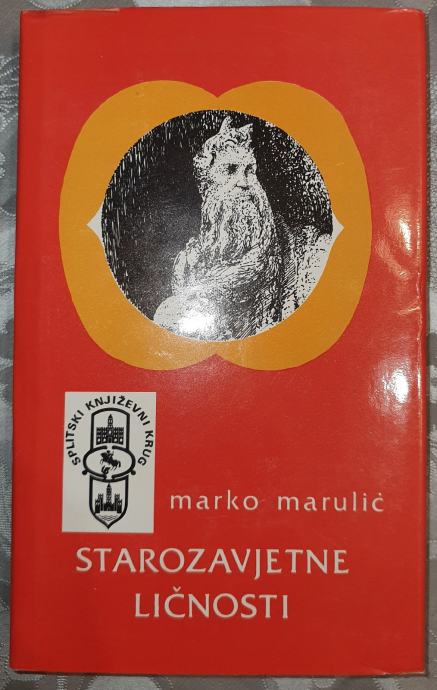 SPLITSKI KNJIŽEVNI KRUG
marko marulić
STAROZAVJETNE
LIČNOSTI